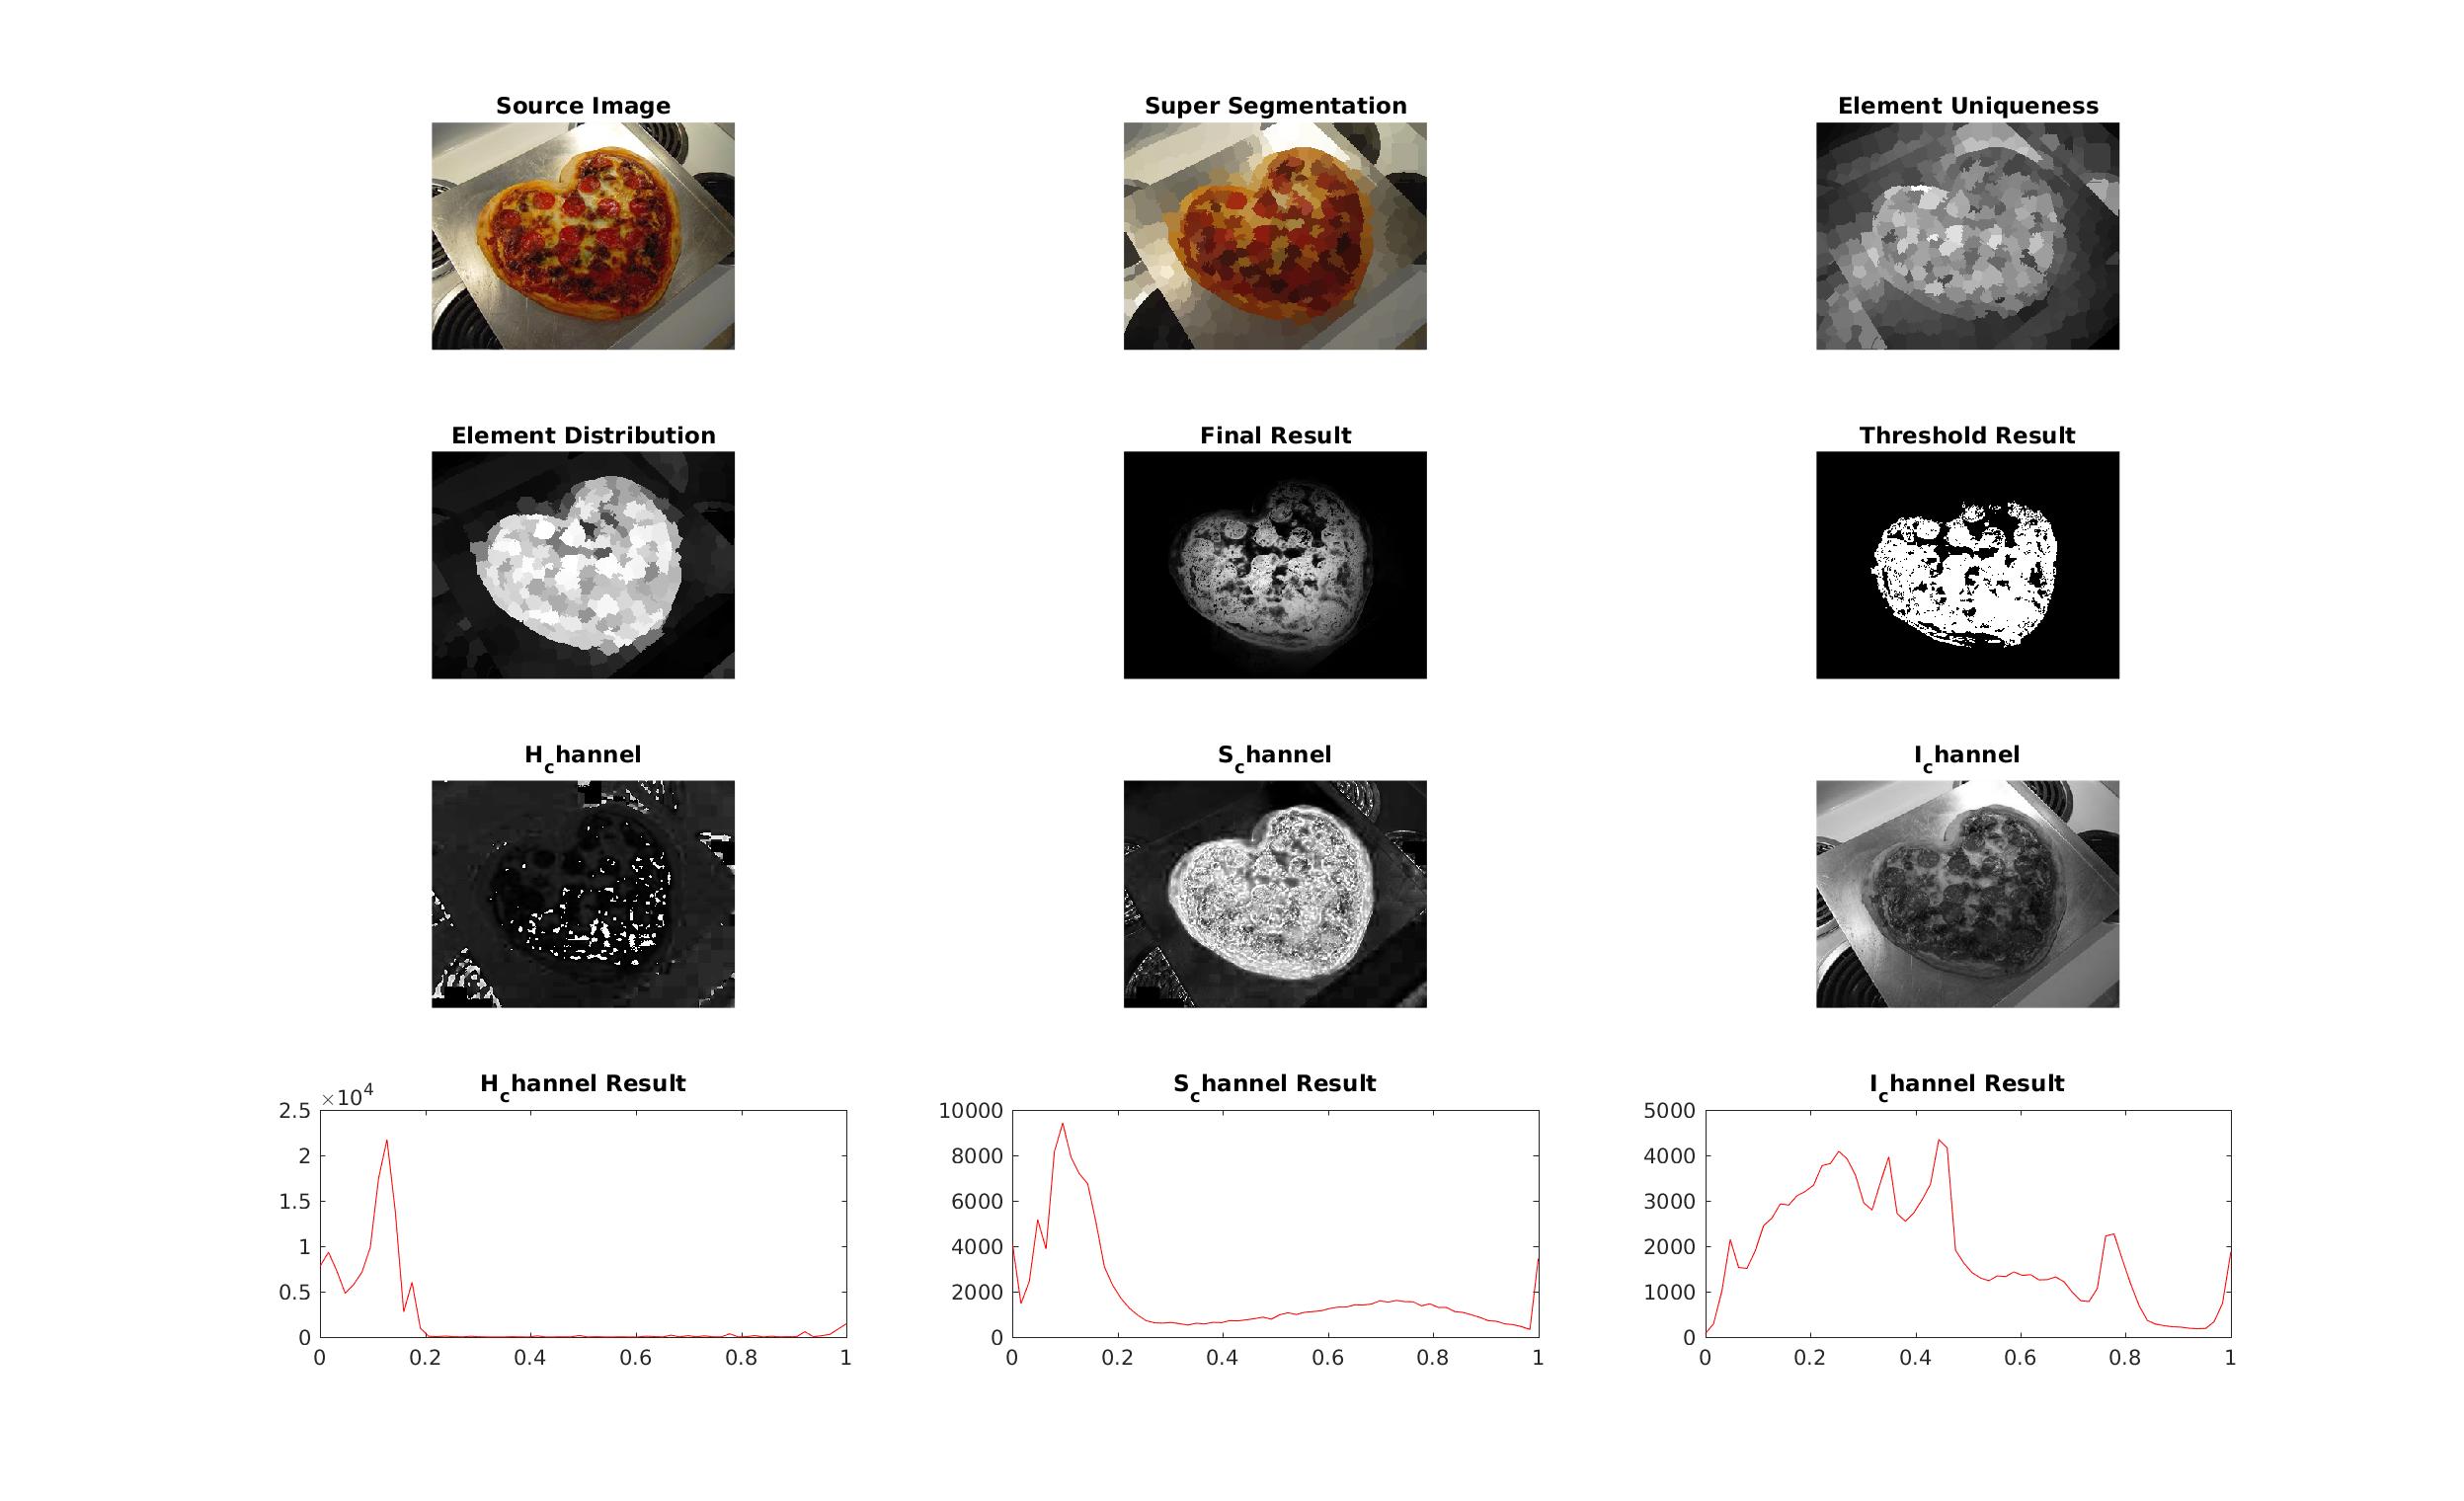 Source Image
Super Segmentation
Element Uniqueness
Element Distribution
Final Result
Threshold Result
H_channel
S_channel
I_channel
H_channel Result
×10^4
2.5
2
1.5
1
0.5
0
0 0.2 0.4 0.6 0.8 1
S_channel Result
10000
8000
6000
4000
2000
0
0 0.2 0.4 0.6 0.8 1
I_channel Result
5000
4000
3000
2000
1000
0
0 0.2 0.4 0.6 0.8 1